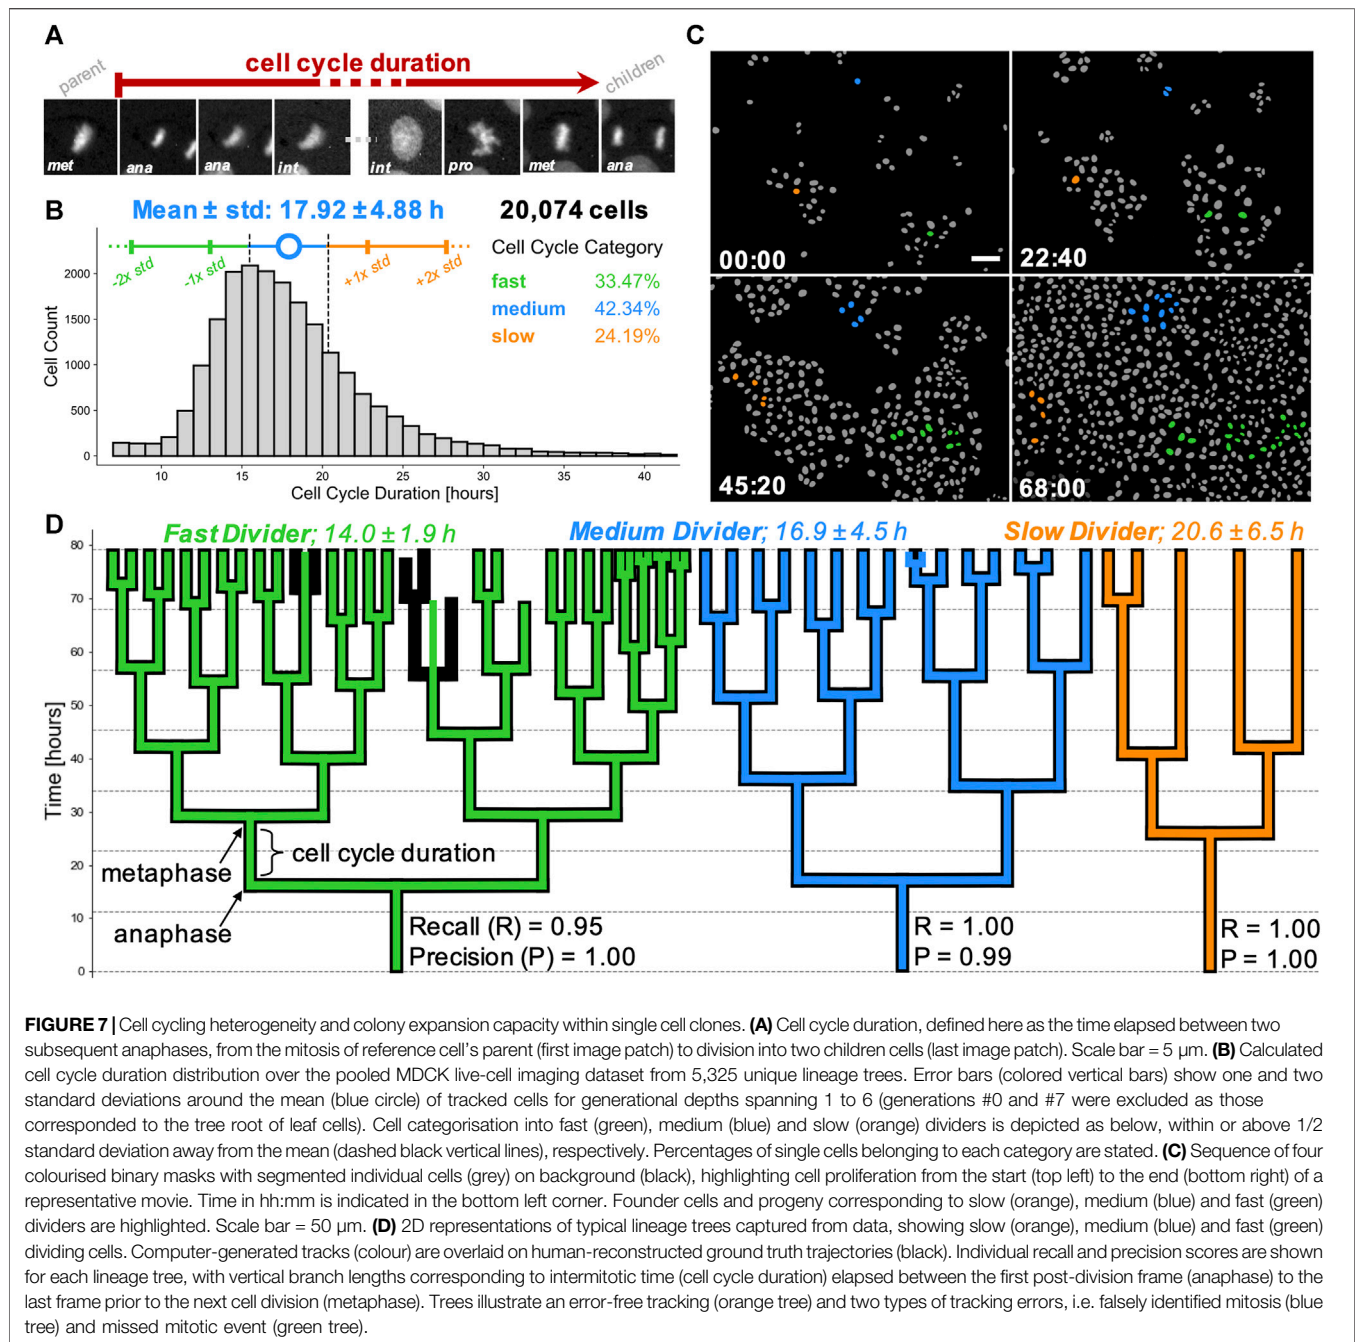 A
parent
cell cycle duration
children
met
ana
ana
int
int
pro
met
ana
B
Mean ± std: 17.92 ± 4.88 h
20,074 cells
-2x std
-1x std
+1x std
+2x std
Cell Cycle Category
fast 33.47%
medium 42.34%
slow 24.19%
Cell Count
2000
1500
1000
500
0
10 15 20 25 30 35 40
Cell Cycle Duration [hours]
C
00:00
22:40
45:20
68:00
D
Fast Divider; 14.0 ± 1.9 h
Medium Divider; 16.9 ± 4.5 h
Slow Divider; 20.6 ± 6.5 h
Time [hours]
80
70
60
50
40
30
20
10
0
metaphase
cell cycle duration
anaphase
Recall (R) = 0.95
Precision (P) = 1.00
R = 1.00
P = 0.99
R = 1.00
P = 1.00
FIGURE 7 | Cell cycling heterogeneity and colony expansion capacity within single cell clones. (A) Cell cycle duration, defined here as the time elapsed between two
subsequent anaphases, from the mitosis of reference cell's parent (first image patch) to division into two children cells (last image patch). Scale bar = 5 µm. (B) Calculated
cell cycle duration distribution over the pooled MDCK live-cell imaging dataset from 5,325 unique lineage trees. Error bars (colored vertical bars) show one and two
standard deviations around the mean (blue circle) of tracked cells for generational depths spanning 1 to 6 (generations #0 and #7 were excluded as those
corresponded to the tree root of leaf cells). Cell categorisation into fast (green), medium (blue) and slow (orange) dividers is depicted as below, within or above 1/2
standard deviation away from the mean (dashed black vertical lines), respectively. Percentages of single cells belonging to each category are stated. (C) Sequence of four
colourised binary masks with segmented individual cells (grey) on background (black), highlighting cell proliferation from the start (top left) to the end (bottom right) of a
representative movie. Time in hh:mm is indicated in the bottom left corner. Founder cells and progeny corresponding to slow (orange), medium (blue) and fast (green)
dividers are highlighted. Scale bar = 50 µm. (D) 2D representations of typical lineage trees captured from data, showing slow (orange), medium (blue) and fast (green)
dividing cells. Computer-generated tracks (colour) are overlaid on human-reconstructed ground truth trajectories (black). Individual recall and precision scores are shown
for each lineage tree, with vertical branch lengths corresponding to intermitotic time (cell cycle duration) elapsed between the first post-division frame (anaphase) to the
last frame prior to the next cell division (metaphase). Trees illustrate an error-free tracking (orange tree) and two types of tracking errors, i.e. falsely identified mitosis (blue
tree) and missed mitotic event (green tree).